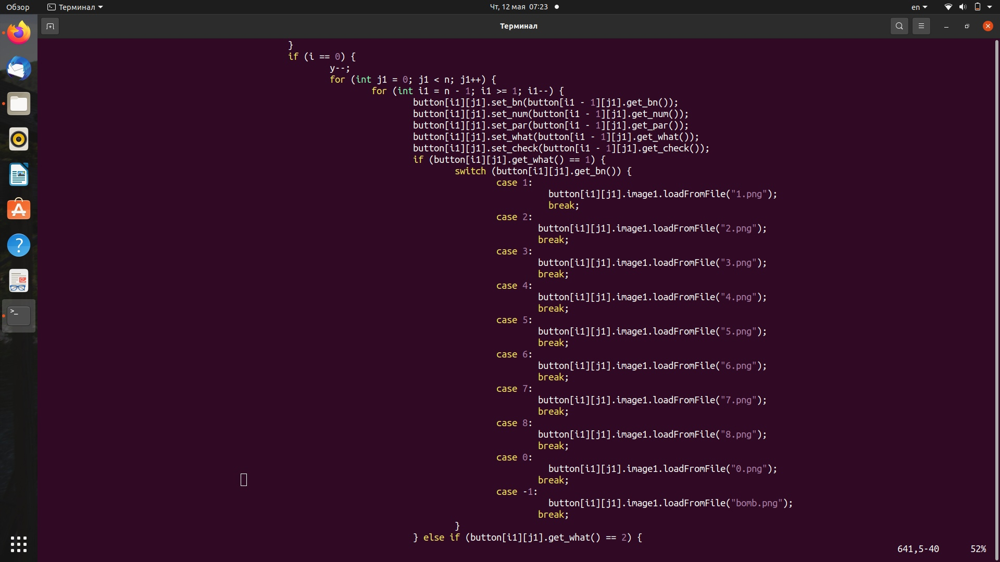 Обзор
Терминал
Чт, 12 мая 07:23
en
Терминал
}
if (i == 0) {
y--;
for (int j1 = 0; j1 < n; j1++) {
for (int i1 = n - 1; i1 >= 1; i1--) {
button[i1][j1].set_bn(button[i1 - 1][j1].get_bn());
button[i1][j1].set_num(button[i1 - 1][j1].get_num());
button[i1][j1].set_par(button[i1 - 1][j1].get_par());
button[i1][j1].set_what(button[i1 - 1][j1].get_what());
button[i1][j1].set_check(button[i1 - 1][j1].get_check());
if (button[i1][j1].get_what() == 1) {
switch (button[i1][j1].get_bn()) {
case 1:
button[i1][j1].image1.loadFromFile("1.png");
break;
case 2:
button[i1][j1].image1.loadFromFile("2.png");
break;
case 3:
button[i1][j1].image1.loadFromFile("3.png");
break;
case 4:
button[i1][j1].image1.loadFromFile("4.png");
break;
case 5:
button[i1][j1].image1.loadFromFile("5.png");
break;
case 6:
button[i1][j1].image1.loadFromFile("6.png");
break;
case 7:
button[i1][j1].image1.loadFromFile("7.png");
break;
case 8:
button[i1][j1].image1.loadFromFile("8.png");
break;
case 0:
button[i1][j1].image1.loadFromFile("0.png");
break;
case -1:
button[i1][j1].image1.loadFromFile("bomb.png");
break;
}
} else if (button[i1][j1].get_what() == 2) {
641,5-40 52%